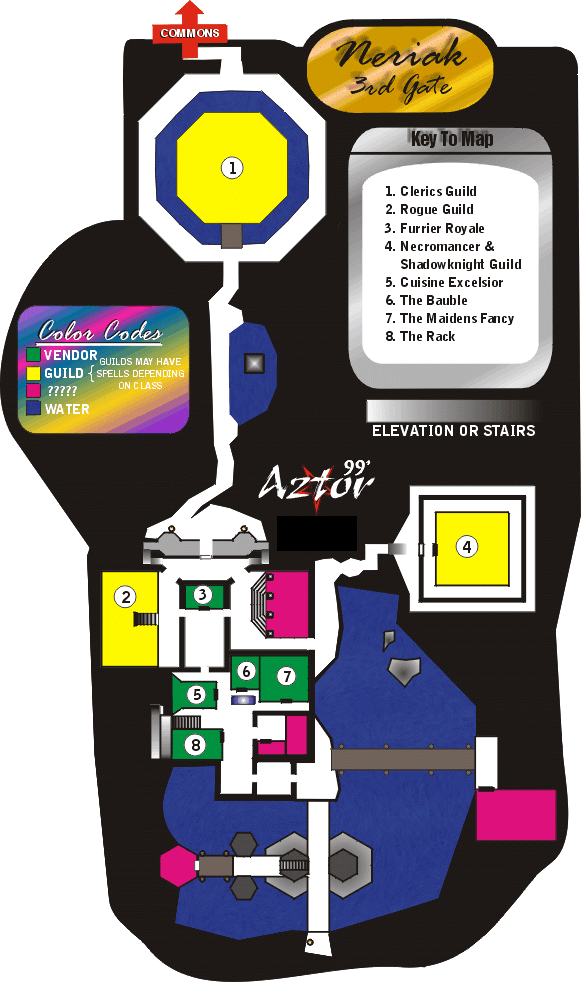 COMMONS
Neriak
3rd Gate
Key To Map
1. Clerics Guild
2. Rogue Guild
3. Furrier Royale
4. Necromancer &
Shadowknight Guild
5. Cuisine Excelsior
6. The Bauble
7. The Maidens Fancy
8. The Rack
1
Color Codes
VENDOR
GUILD { GUILDS MAY HAVE
SPELLS DEPENDING
ON CLASS
?????
WATER
ELEVATION OR STAIRS
Aztor 99'
4
2
3
6
7
5
8